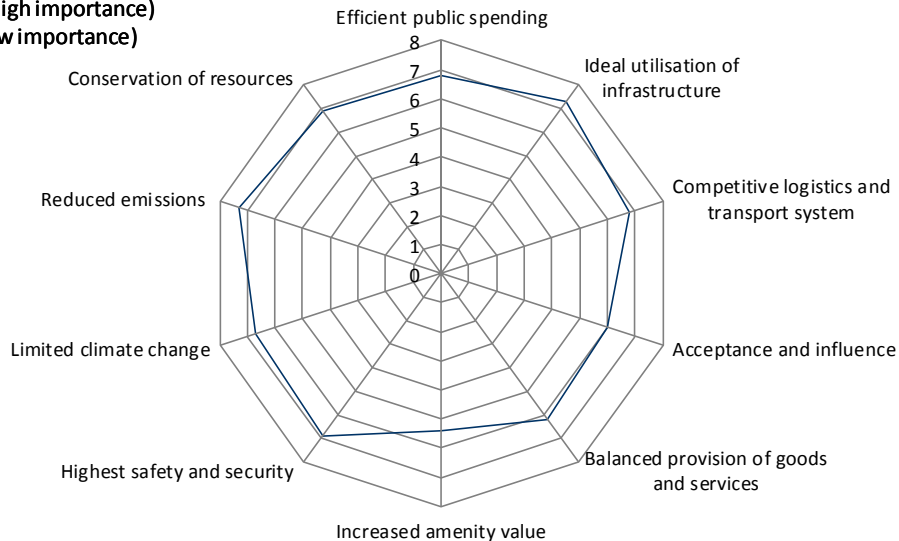 importance)
importance)
Efficient public spending
8
7
6
5
4
3
2
1
0
Ideal utilisation of
infrastructure
Competitive logistics and
transport system
Acceptance and influence
Balanced provision of goods
and services
Increased amenity value
Highest safety and security
Limited climate change
Reduced emissions
Conservation of resources